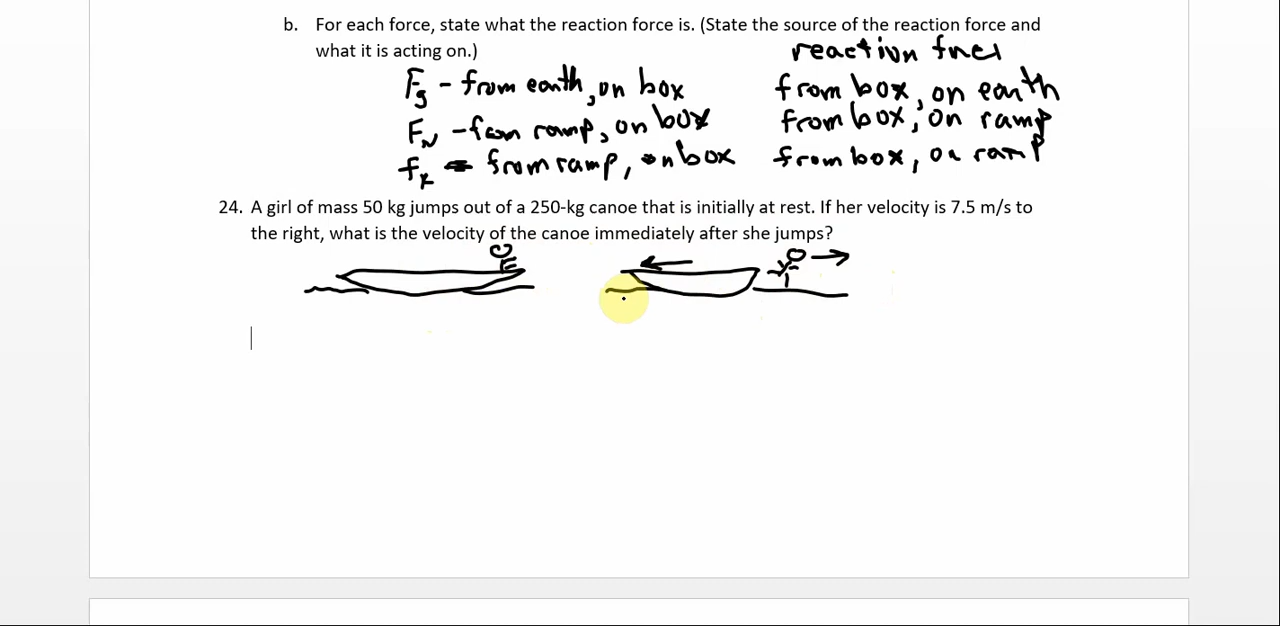 b. For each force, state what the reaction force is. (State the source of the reaction force and
what it is acting on.)
reaction
Fg - from earth, on box from box, on earth
FN - from ramp, on box from box, on ramp
fk = from ramp, on box from box, on ramp
24. A girl of mass 50 kg jumps out of a 250-kg canoe that is initially at rest. If her velocity is 7.5 m/s to
the right, what is the velocity of the canoe immediately after she jumps?